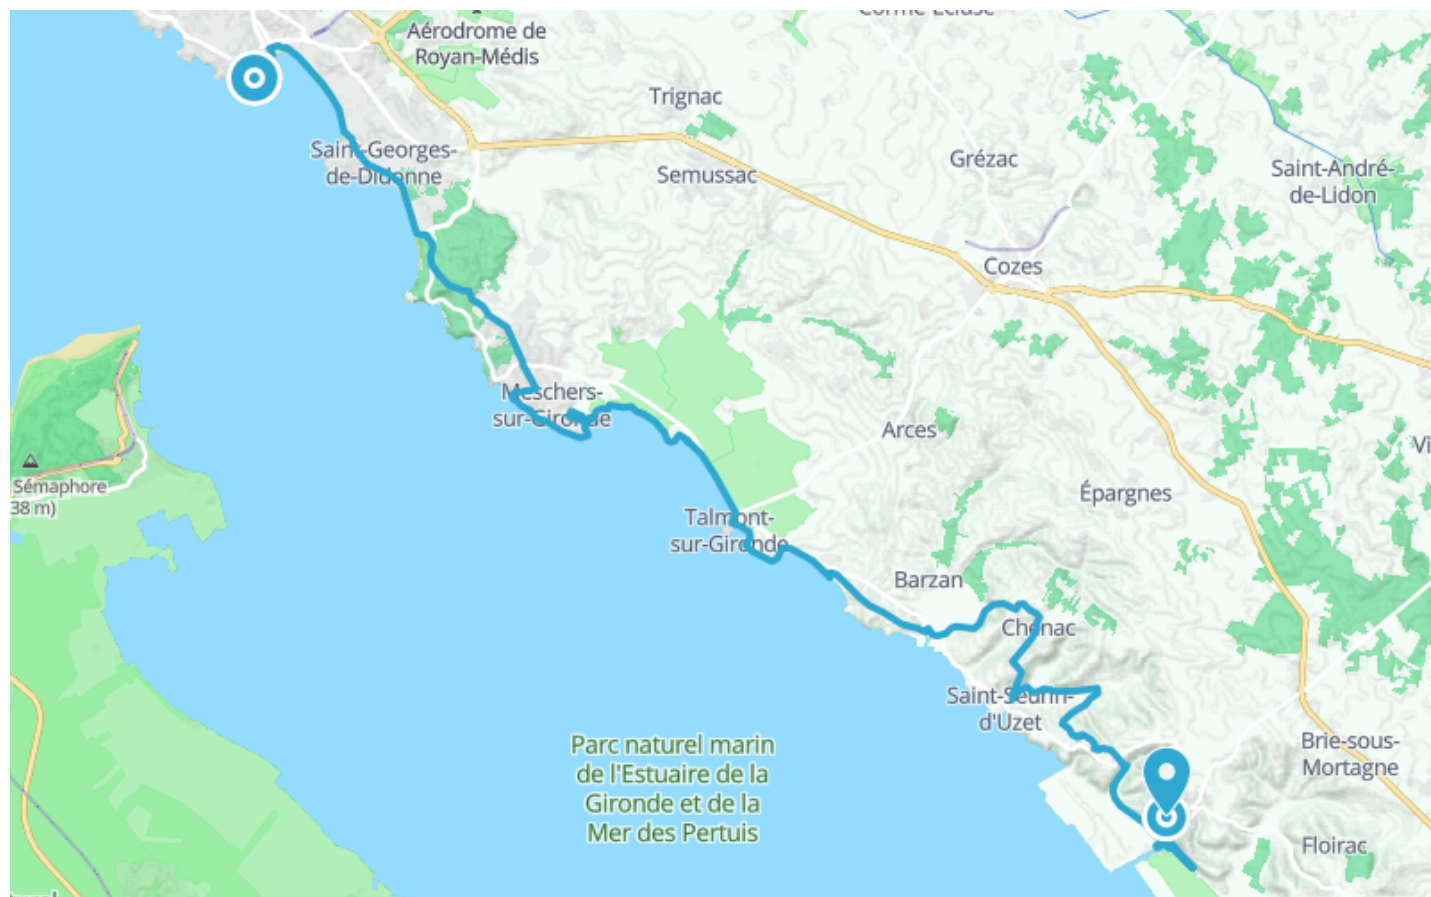 Aérodrome de
Royan-Médis
Trignac
Saint-Georges-
de-Didonne
Semussac
Grézac
Saint-André-
de-Lidon
Cozes
Meschers-
sur-Gironde
Arces
Sémaphore
38 m)
Épargnes
Talmont-
sur-Gironde
Barzan
Chenac
Saint-Seurin-
d'Uzet
Parc naturel marin
de l'Estuaire de la
Gironde et de la
Mer des Pertuis
Brie-sous-
Mortagne
Floirac